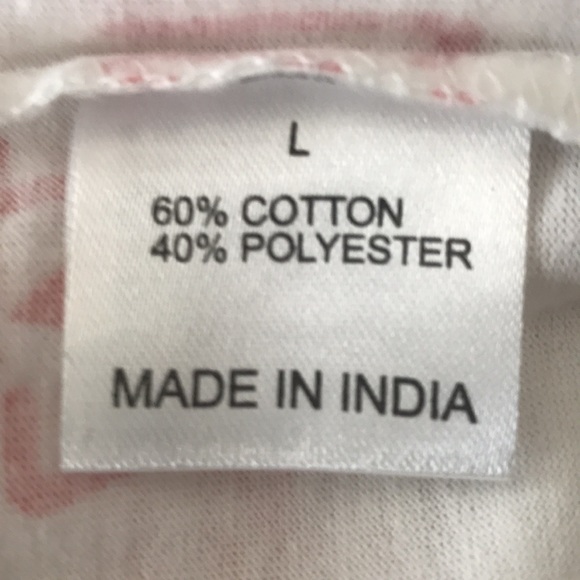 L
60% COTTON
40% POLYESTER
MADE IN INDIA